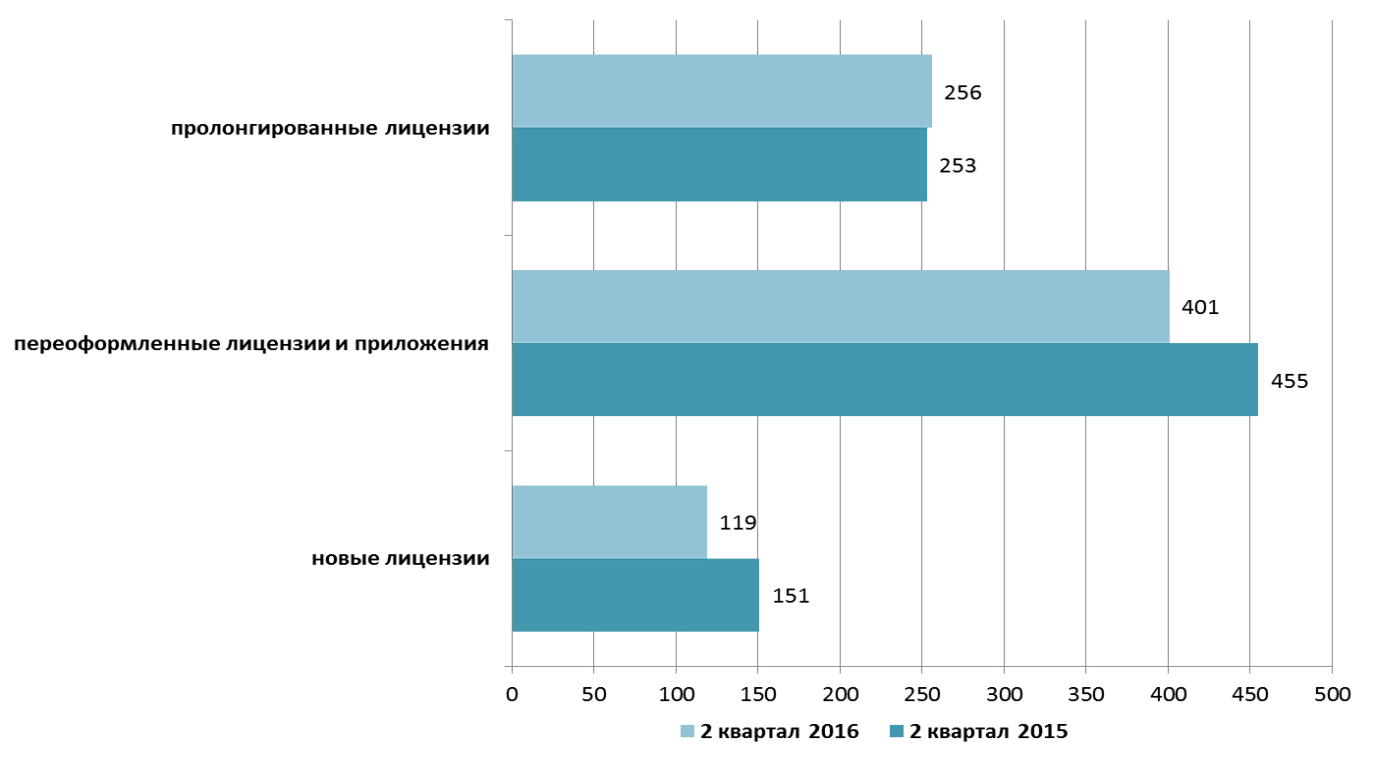 256
пролонгированные лицензии
253
401
переоформленные лицензии и приложения
455
119
новые лицензии
151
0 50 100 150 200 250 300 350 400 450 500
2 квартал 2016 2 квартал 2015